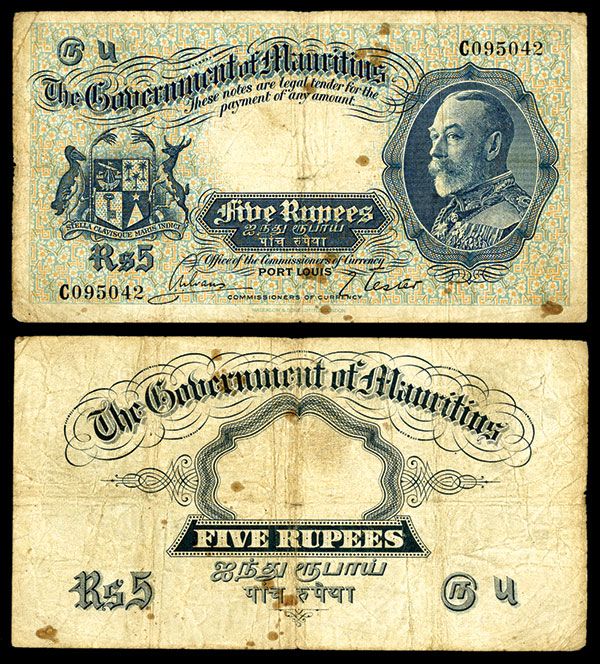 ௫ ५
C095042
The Government of Mauritius
These notes are legal tender for the
payment of any amount.
Five Rupees
ஐந்து ரூபாய்
पांच रुपेया
STELLA CLAVISQUE MARIS INDICI
Rs5
Office of the Commissioners of Currency
PORT LOUIS
C095042
COMMISSIONERS OF CURRENCY
The Government of Mauritius
FIVE RUPEES
ஐந்து ரூபாய்
पांच रुपेया
Rs5
௫ ५